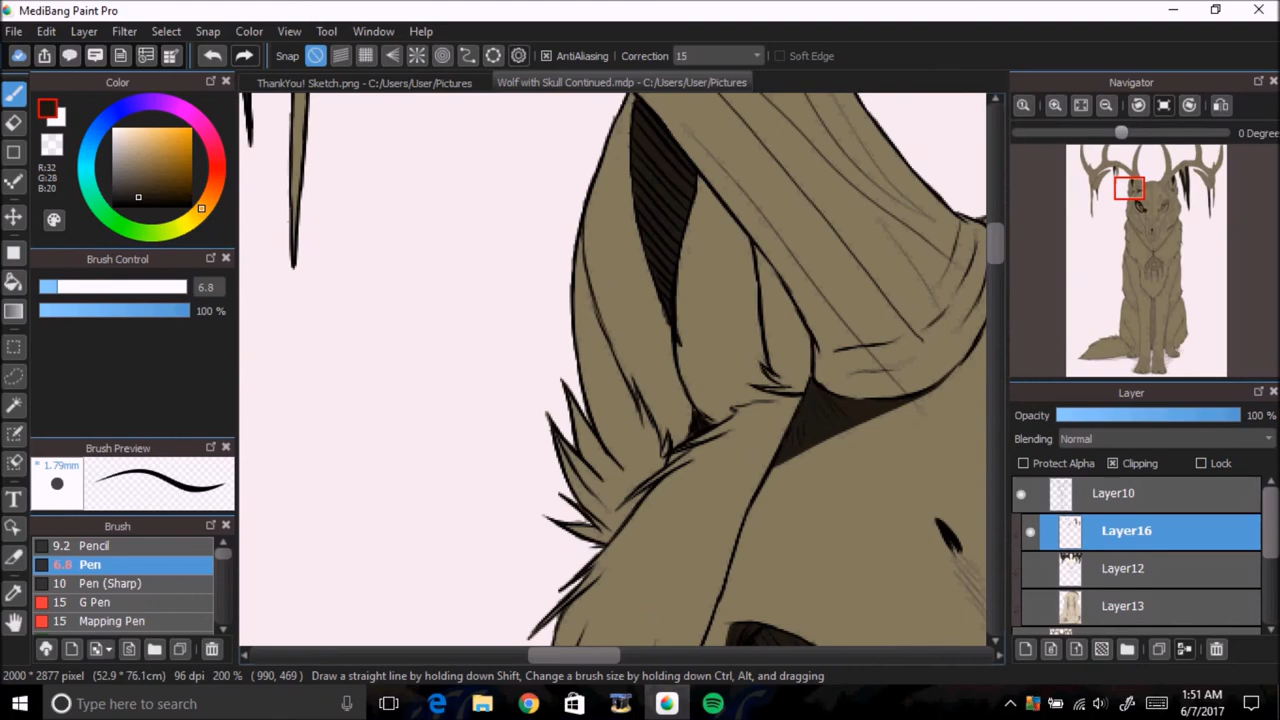 MediBang Paint Pro
File Edit Layer Filter Select Snap Color View Tool Window Help
Snap AntiAliasing Correction 15 Soft Edge
Color
ThankYou! Sketch.png - C:/Users/User/Pictures
Wolf with Skull Continued.mdp - C:/Users/User/Pictures
Navigator
R:32
G:28
B:20
0 Degree
Brush Control
6.8
100 %
Brush Preview
* 1.79mm
Brush
9.2 Pencil
6.8 Pen
10 Pen (Sharp)
15 G Pen
15 Mapping Pen
Layer
Opacity 100 %
Blending Normal
Protect Alpha Clipping Lock
Layer10
Layer16
Layer12
Layer13
2000 * 2877 pixel (52.9 * 76.1cm) 96 dpi 200 % ( 990, 469 ) Draw a straight line by holding down Shift, Change a brush size by holding down Ctrl, Alt, and dragging
Type here to search
1:51 AM
6/7/2017